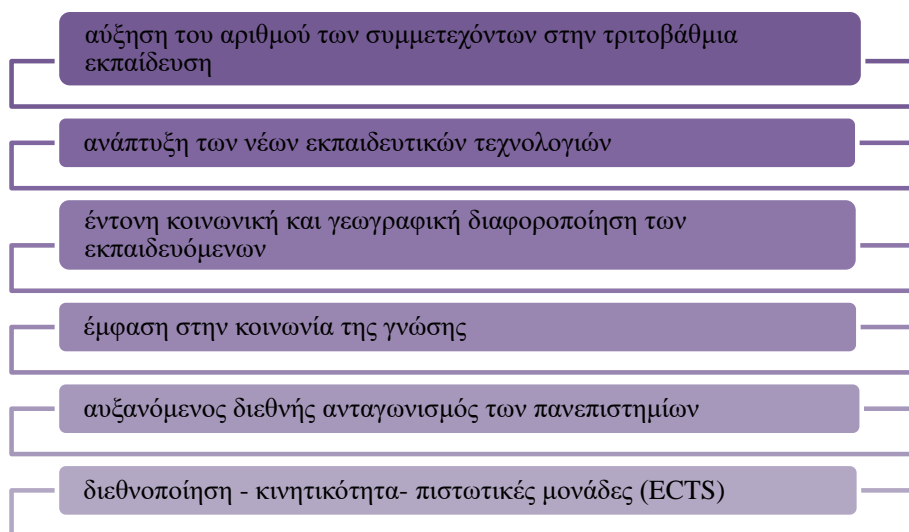 αύξηση του αριθμού των συμμετεχόντων στην τριτοβάθμια
εκπαίδευση
ανάπτυξη των νέων εκπαιδευτικών τεχνολογιών
έντονη κοινωνική και γεωγραφική διαφοροποίηση των
εκπαιδευόμενων
έμφαση στην κοινωνία της γνώσης
αυξανόμενος διεθνής ανταγωνισμός των πανεπιστημίων
διεθνοποίηση - κινητικότητα- πιστωτικές μονάδες (ECTS)